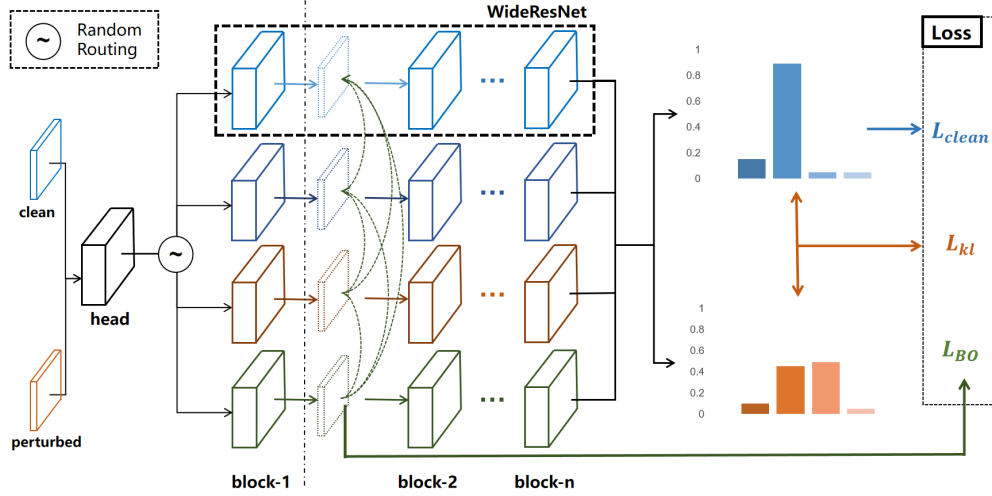 ~
Random
Routing
WideResNet
Loss
clean
perturbed
head
~
...
...
...
...
block-1
block-2
block-n
1
0.8
0.6
0.4
0.2
0
1
0.8
0.6
0.4
0.2
0
L_clean
L_kl
L_BO